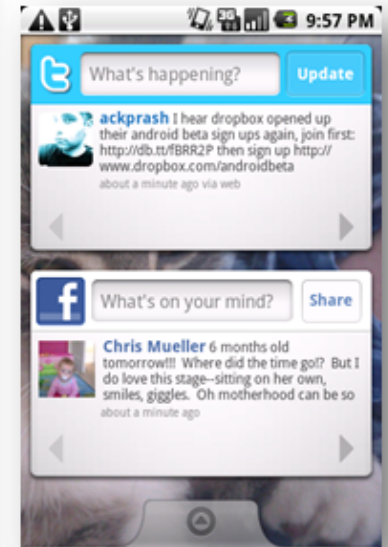 3G 9:57 PM
What's happening? Update
ackprash I hear dropbox opened up
their android beta sign ups again, join first:
http://db.tt/fBRR2P then sign up http://
www.dropbox.com/androidbeta
about a minute ago via web
What's on your mind? Share
Chris Mueller 6 months old
tomorrow!!! Where did the time go!? But I
do love this stage--sitting on her own,
smiles, giggles. Oh motherhood can be so
about a minute ago